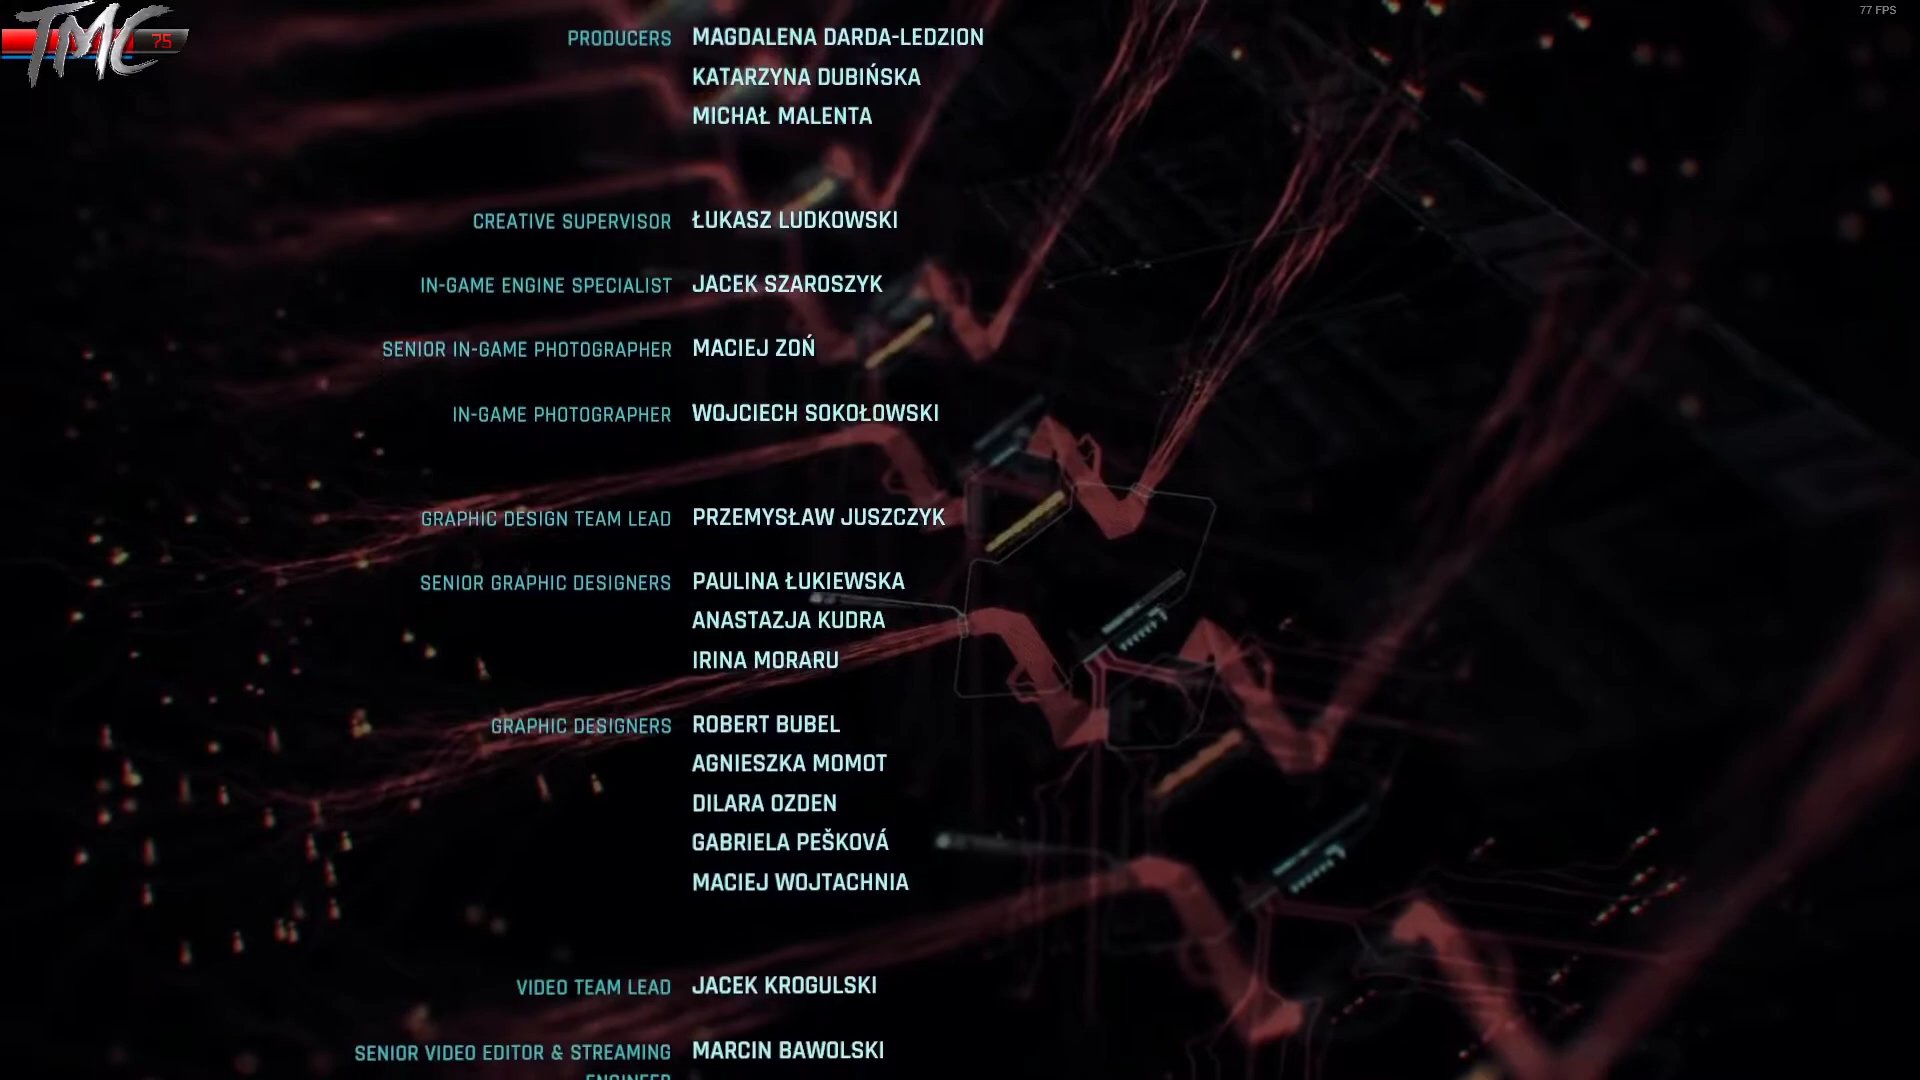 TMC
75
77 FPS
PRODUCERS MAGDALENA DARDA-LEDZION
KATARZYNA DUBIŃSKA
MICHAŁ MALENTA
CREATIVE SUPERVISOR ŁUKASZ LUDKOWSKI
IN-GAME ENGINE SPECIALIST JACEK SZAROSZYK
SENIOR IN-GAME PHOTOGRAPHER MACIEJ ZOŃ
IN-GAME PHOTOGRAPHER WOJCIECH SOKOŁOWSKI
GRAPHIC DESIGN TEAM LEAD PRZEMYSŁAW JUSZCZYK
SENIOR GRAPHIC DESIGNERS PAULINA ŁUKIEWSKA
ANASTAZJA KUDRA
IRINA MORARU
GRAPHIC DESIGNERS ROBERT BUBEL
AGNIESZKA MOMOT
DILARA OZDEN
GABRIELA PEŠKOVÁ
MACIEJ WOJTACHNIA
VIDEO TEAM LEAD JACEK KROGULSKI
SENIOR VIDEO EDITOR & STREAMING MARCIN BAWOLSKI
ENGINEER